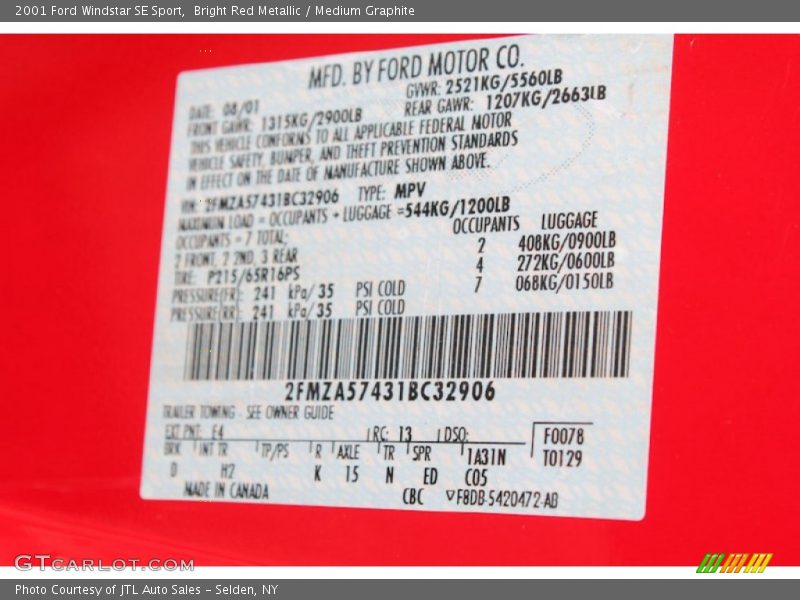 2001 Ford Windstar SE Sport,  Bright Red Metallic / Medium Graphite
MFD. BY FORD MOTOR CO.
DATE: 08/01
GVWR: 2521KG/5560LB
FRONT GAWR: 1315KG/2900LB
REAR GAWR: 1207KG/2663LB
THIS VEHICLE CONFORMS TO ALL APPLICABLE FEDERAL MOTOR
VEHICLE SAFETY, BUMPER, AND THEFT PREVENTION STANDARDS
IN EFFECT ON THE DATE OF MANUFACTURE SHOWN ABOVE.
VIN: 2FMZA57431BC32906 TYPE: MPV
MAXIMUM LOAD = OCCUPANTS + LUGGAGE =544KG/1200LB
OCCUPANTS = 7 TOTAL: OCCUPANTS LUGGAGE
2 FRONT, 2 2ND, 3 REAR 2 408KG/0900LB
TIRE: P215/65R16PS 4 272KG/0600LB
7 068KG/0150LB
PRESSURE(FR): 241 kPa/35 PSI COLD
PRESSURE(RR): 241 kPa/35 PSI COLD
2FMZA57431BC32906
TRAILER TOWING - SEE OWNER GUIDE
EXT PNT: E4 RC: 13 DSO: F0078
BRK INT TR TP/PS R AXLE TR SPR 1A31N T0129
D H2 K 15 N ED C05
MADE IN CANADA CBC ▽F8DB-5420472-AB
GTCARLOT.COM
Photo Courtesy of JTL Auto Sales – Selden, NY